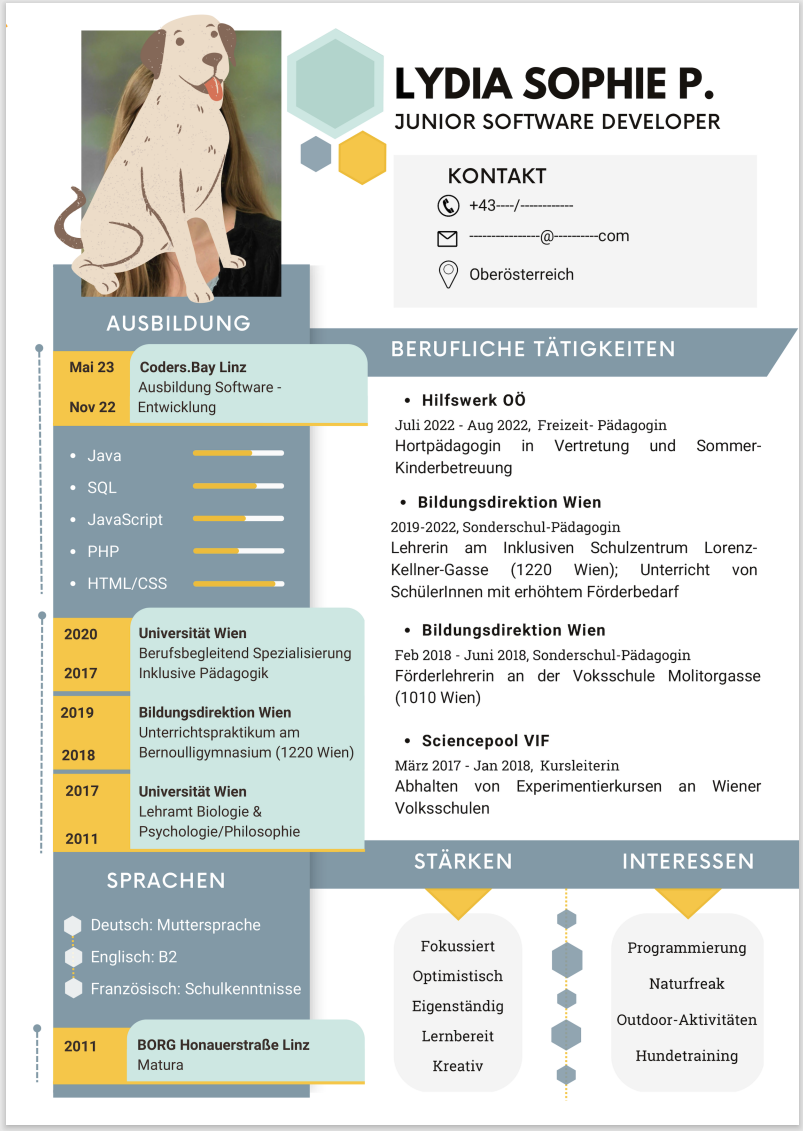 LYDIA SOPHIE P.
JUNIOR SOFTWARE DEVELOPER
KONTAKT
+43----/------------
----------------@----------com
Oberösterreich
AUSBILDUNG
Mai 23
Nov 22
Coders.Bay Linz
Ausbildung Software -
Entwicklung
• Java
• SQL
• JavaScript
• PHP
• HTML/CSS
2020
2017
Universität Wien
Berufsbegleitend Spezialisierung
Inklusive Pädagogik
2019
2018
Bildungsdirektion Wien
Unterrichtspraktikum am
Bernoulligymnasium (1220 Wien)
2017
2011
Universität Wien
Lehramt Biologie &
Psychologie/Philosophie
SPRACHEN
Deutsch: Muttersprache
Englisch: B2
Französisch: Schulkenntnisse
2011
BORG Honauerstraße Linz
Matura
BERUFLICHE TÄTIGKEITEN
• Hilfswerk OÖ
Juli 2022 - Aug 2022, Freizeit- Pädagogin
Hortpädagogin in Vertretung und Sommer-
Kinderbetreuung
• Bildungsdirektion Wien
2019-2022, Sonderschul-Pädagogin
Lehrerin am Inklusiven Schulzentrum Lorenz-
Kellner-Gasse (1220 Wien); Unterricht von
SchülerInnen mit erhöhtem Förderbedarf
• Bildungsdirektion Wien
Feb 2018 - Juni 2018, Sonderschul-Pädagogin
Förderlehrerin an der Voksschule Molitorgasse
(1010 Wien)
• Sciencepool VIF
März 2017 - Jan 2018, Kursleiterin
Abhalten von Experimentierkursen an Wiener
Volksschulen
STÄRKEN
Fokussiert
Optimistisch
Eigenständig
Lernbereit
Kreativ
INTERESSEN
Programmierung
Naturfreak
Outdoor-Aktivitäten
Hundetraining